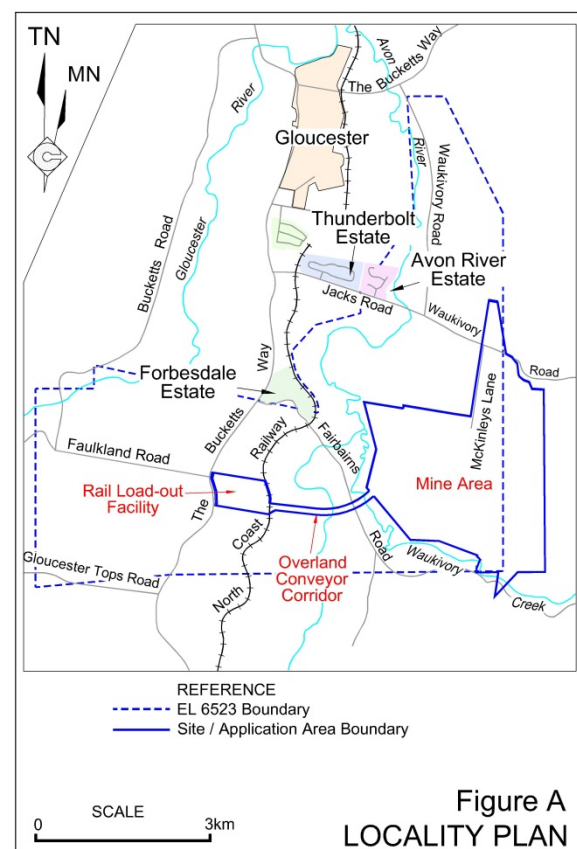 TN
MN
Avon
The Bucketts Way
River
River
Gloucester
Gloucester
Waukivory Road
Bucketts Road
Thunderbolt
Estate
Avon River
Estate
Jacks Road
Waukivory
Road
Way
Forbesdale
Estate
Bucketts
Railway
Fairbairns
McKinleys Lane
Faulkland Road
Rail Load-out
Facility
The
Mine Area
Coast
Overland
Conveyor
Corridor
Road
Waukivory
Creek
Gloucester Tops Road
North
REFERENCE
EL 6523 Boundary
Site / Application Area Boundary
SCALE
0 3km
Figure A
LOCALITY PLAN